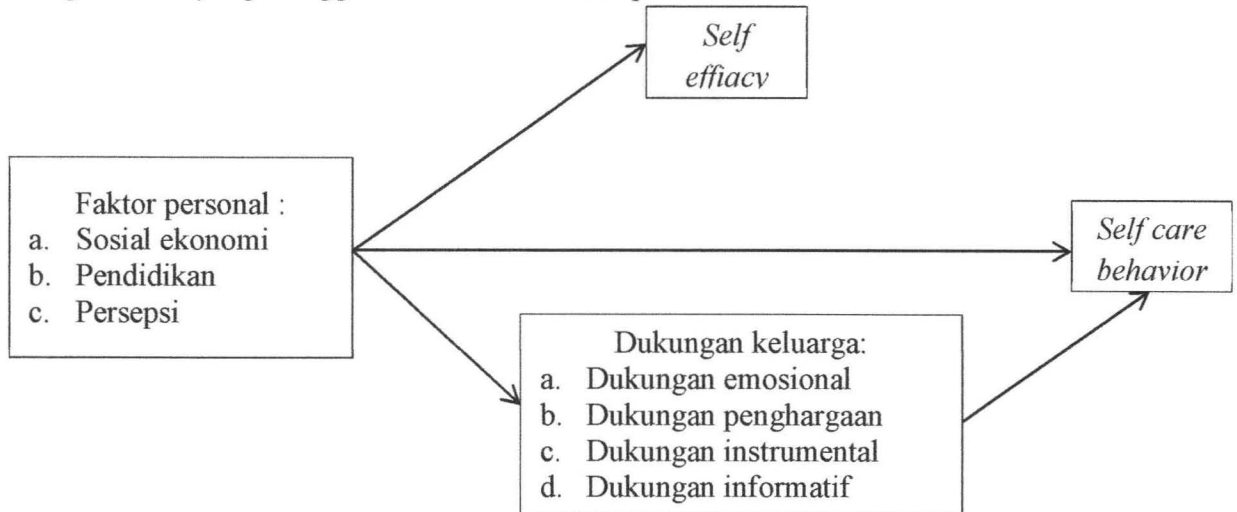 Self
effiacy
Faktor personal :
a. Sosial ekonomi
b. Pendidikan
c. Persepsi
Self care
behavior
Dukungan keluarga:
a. Dukungan emosional
b. Dukungan penghargaan
c. Dukungan instrumental
d. Dukungan informatif